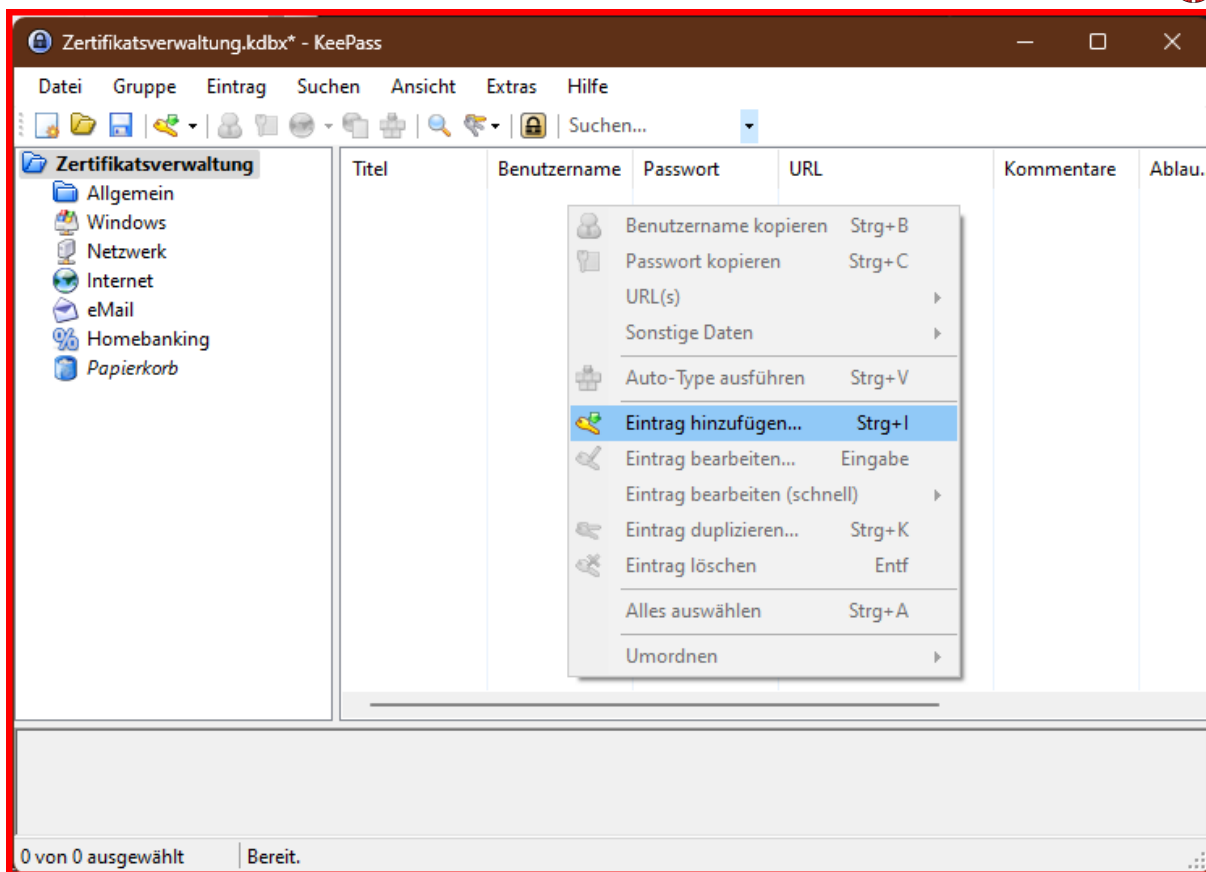 Zertifikatsverwaltung.kdbx* - KeePass
Datei Gruppe Eintrag Suchen Ansicht Extras Hilfe
Suchen...
Zertifikatsverwaltung
Allgemein
Windows
Netzwerk
Internet
eMail
Homebanking
Papierkorb
Titel Benutzername Passwort URL Kommentare Ablau..
Benutzername kopieren Strg+B
Passwort kopieren Strg+C
URL(s)
Sonstige Daten
Auto-Type ausführen Strg+V
Eintrag hinzufügen... Strg+I
Eintrag bearbeiten... Eingabe
Eintrag bearbeiten (schnell)
Eintrag duplizieren... Strg+K
Eintrag löschen Entf
Alles auswählen Strg+A
Umordnen
0 von 0 ausgewählt Bereit.